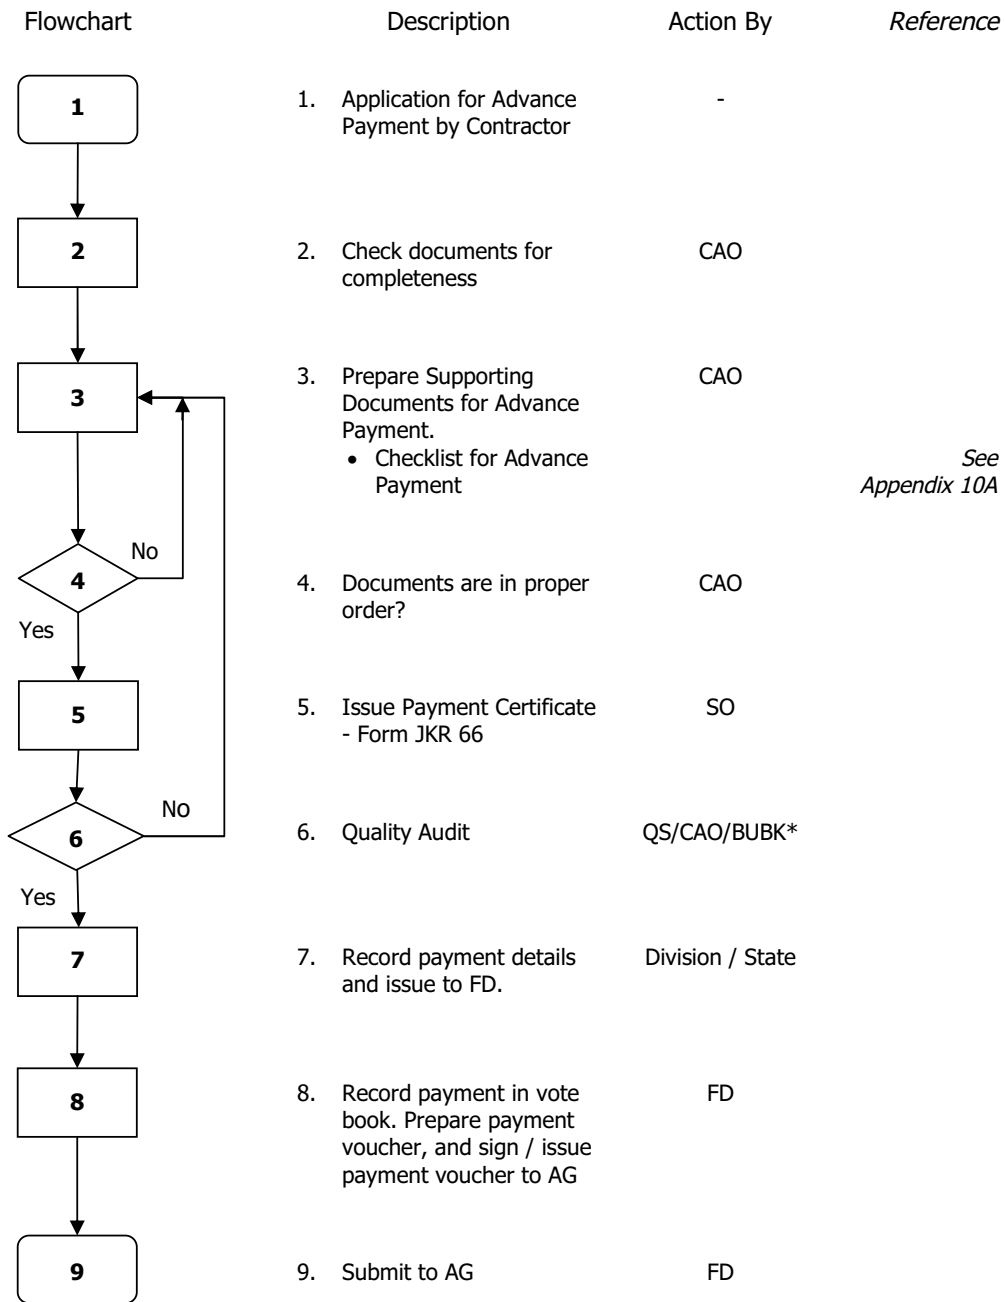 Flowchart Description Action By Reference
1
1. Application for Advance -
Payment by Contractor
2
2. Check documents for CAO
completeness
3
3. Prepare Supporting CAO
Documents for Advance
Payment.
• Checklist for Advance See
Payment Appendix 10A
No
4
4. Documents are in proper CAO
order?
Yes
5
5. Issue Payment Certificate SO
- Form JKR 66
No
6
6. Quality Audit QS/CAO/BUBK*
Yes
7
7. Record payment details Division / State
and issue to FD.
8
8. Record payment in vote FD
book. Prepare payment
voucher, and sign / issue
payment voucher to AG
9
9. Submit to AG FD